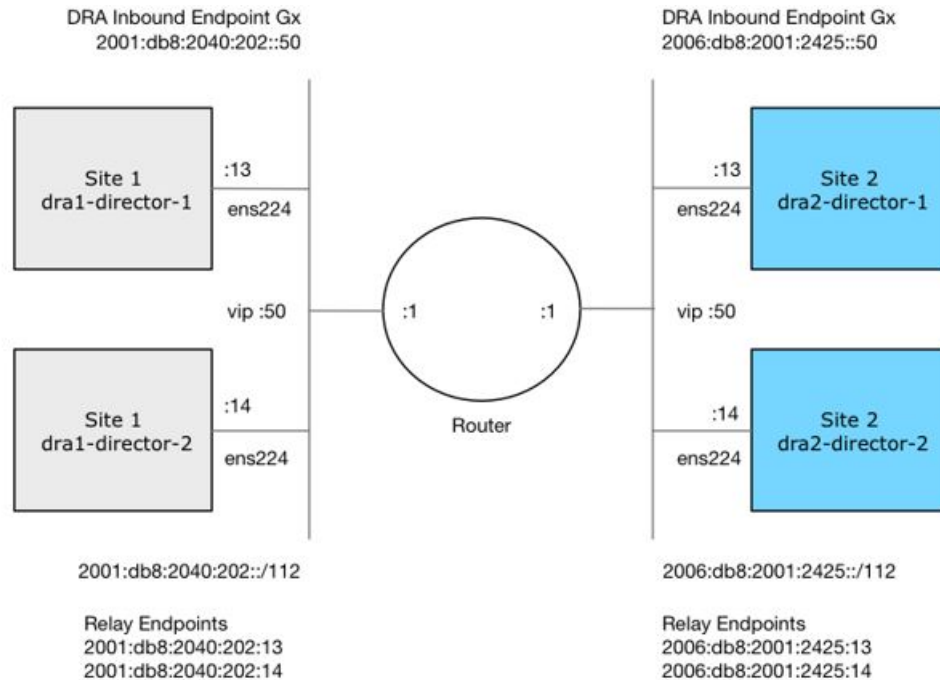 DRA Inbound Endpoint Gx
2001:db8:2040:202::50
DRA Inbound Endpoint Gx
2006:db8:2001:2425::50
Site 1
dra1-director-1
:13
ens224
:13
ens224
Site 2
dra2-director-1
vip :50
:1
:1
vip :50
Router
Site 1
dra1-director-2
:14
ens224
:14
ens224
Site 2
dra2-director-2
2001:db8:2040:202::/112
2006:db8:2001:2425::/112
Relay Endpoints
2001:db8:2040:202:13
2001:db8:2040:202:14
Relay Endpoints
2006:db8:2001:2425:13
2006:db8:2001:2425:14